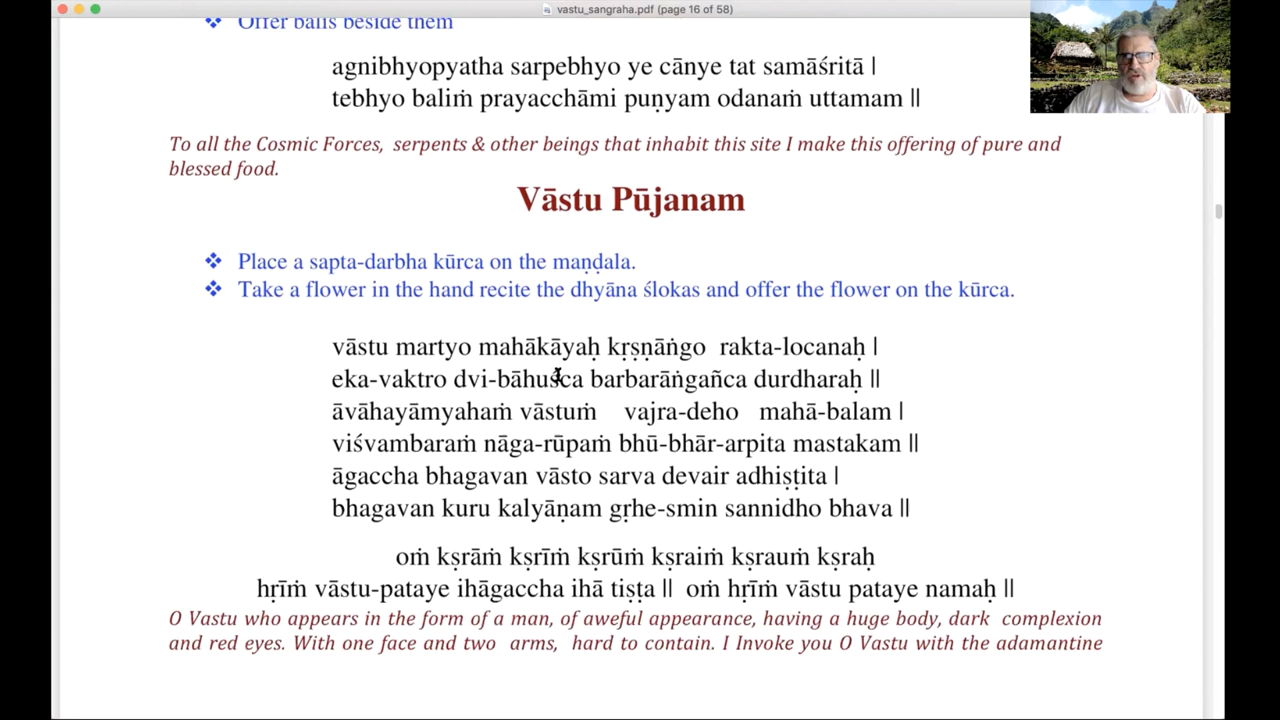 vastu_sangraha.pdf (page 16 of 58)
❖ Offer balls beside them
agnibhyopyatha sarpebhyo ye cānye tat samāśritā |
tebhyo baliṁ prayacchāmi puṇyam odanaṁ uttamam ||
To all the Cosmic Forces, serpents & other beings that inhabit this site I make this offering of pure and
blessed food.
Vāstu Pūjanam
❖ Place a sapta-darbha kūrca on the maṇḍala.
❖ Take a flower in the hand recite the dhyāna ślokas and offer the flower on the kūrca.
vāstu martyo mahākāyaḥ kṛṣṇāṅgo rakta-locanaḥ |
eka-vaktro dvi-bāhuśca barbarāṅgañca durdharaḥ ||
āvāhayāmyahaṁ vāstuṁ vajra-deho mahā-balam |
viśvambaraṁ nāga-rūpaṁ bhū-bhār-arpita mastakam ||
āgaccha bhagavan vāsto sarva devair adhiṣṭita |
bhagavan kuru kalyāṇam gṛhe-smin sannidho bhava ||
oṁ kṣrāṁ kṣrīṁ kṣrūṁ kṣraiṁ kṣrauṁ kṣraḥ
hṛīṁ vāstu-pataye ihāgaccha ihā tiṣṭa || oṁ hṛīṁ vāstu pataye namaḥ ||
O Vastu who appears in the form of a man, of aweful appearance, having a huge body, dark complexion
and red eyes. With one face and two arms, hard to contain. I Invoke you O Vastu with the adamantine